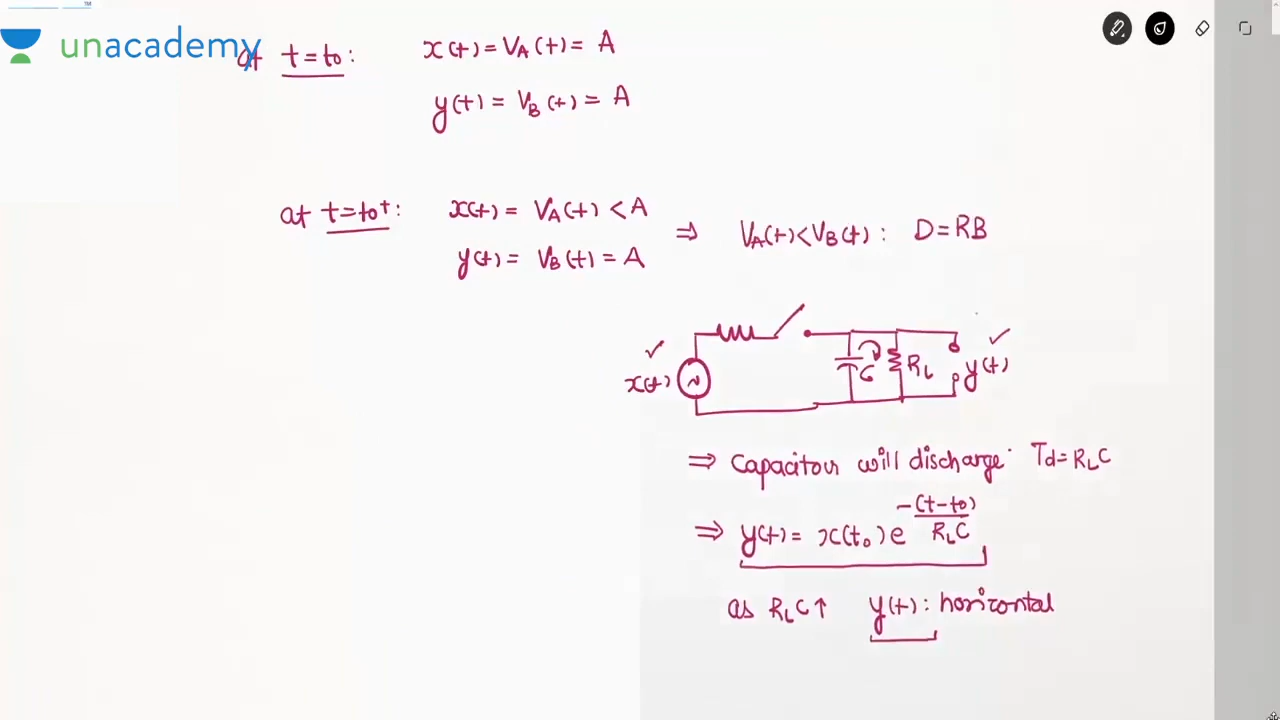 ™
unacademy
at t=to: x(t)=VA(t)= A
y(t)= VB(t)= A
at t=to+: x(t)= VA(t)<A
y(t)= VB(t)=A
⇒ VA(t)<VB(t): D=RB
x(t) C RL y(t)
⇒ Capacitor will discharge. Td=RLC
⇒ y(t)= x(to)e -(t-to)/RLC
as RLC↑ y(t): horizontal